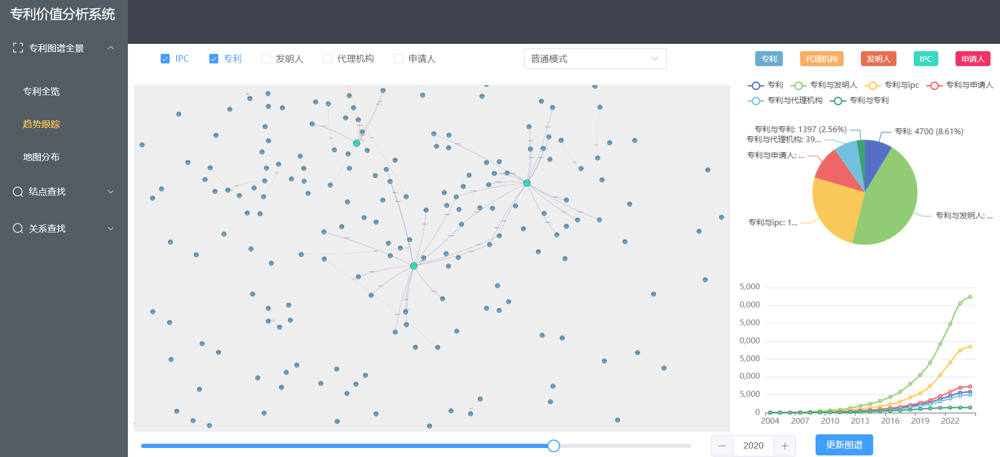 专利价值分析系统
专利图谱全景
专利全览
趋势跟踪
地图分布
结点查找
关系查找
IPC 专利 发明人 代理机构 申请人
普通模式
专利 代理机构 发明人 IPC 申请人
专利 专利与发明人 专利与ipc 专利与申请人
专利与代理机构 专利与专利
专利与专利: 1397 (2.56%)
专利: 4700 (8.61%)
专利与代理机构: 39...
专利与申请人: ...
专利与发明人: ...
专利与ipc: 1...
5,000
0,000
5,000
0,000
5,000
0,000
5,000
0
2004 2007 2010 2013 2016 2019 2022
2020
更新图谱